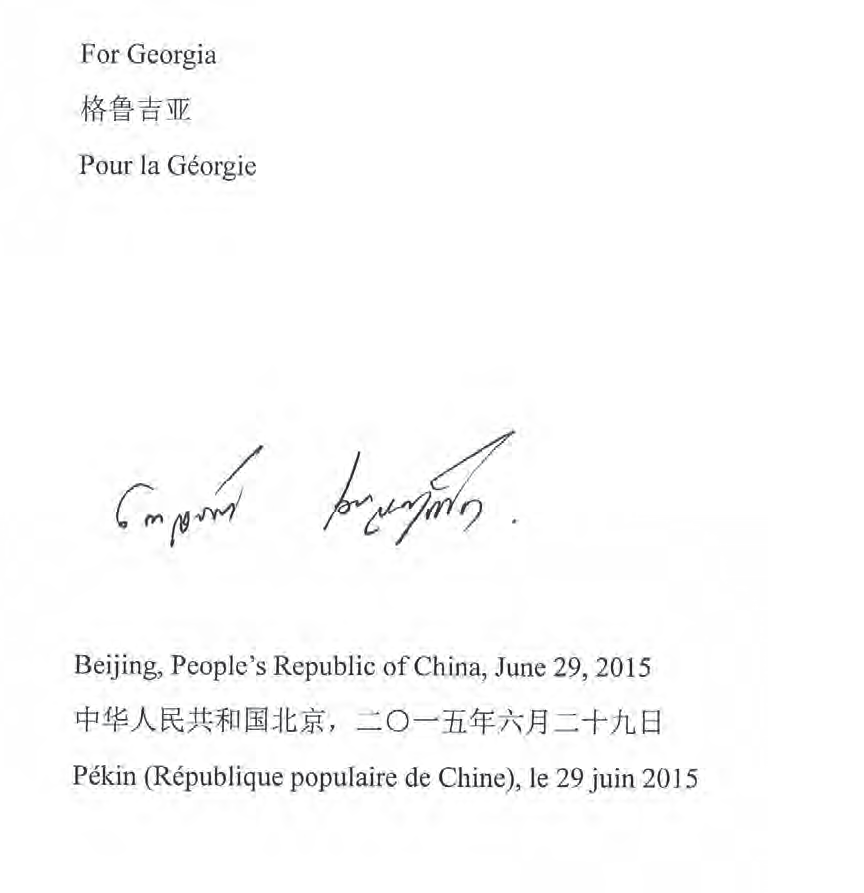 For Georgia
格鲁吉亚
Pour la Géorgie
Beijing, People's Republic of China, June 29, 2015
中华人民共和国北京，二〇一五年六月二十九日
Pékin (République populaire de Chine), le 29 juin 2015